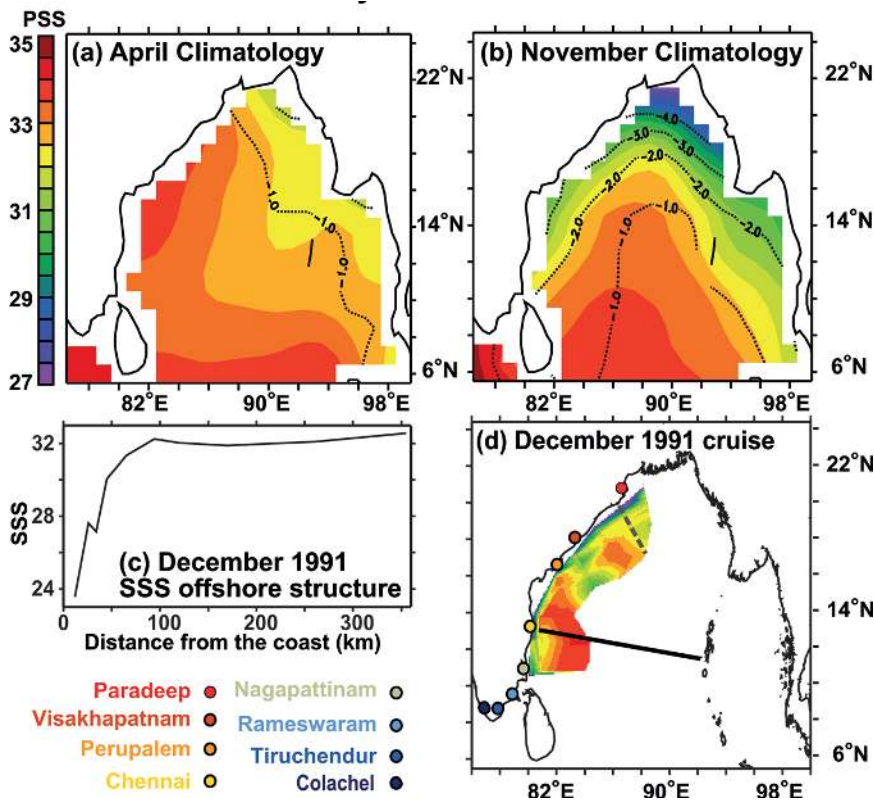 PSS
35
33
31
29
27
(a) April Climatology
-1.0
-1.0
-1.0
22°N
14°N
6°N
82°E
90°E
98°E
(b) November Climatology
-4.0
-3.0
-3.0
-2.0
-2.0
-2.0
-2.0
-1.0
-1.0
-1.0
22°N
14°N
6°N
82°E
90°E
98°E
32
28
24
SSS
(c) December 1991
SSS offshore structure
0
100
200
300
Distance from the coast (km)
(d) December 1991 cruise
22°N
14°N
6°N
82°E
90°E
98°E
Paradeep
Visakhapatnam
Perupalem
Chennai
Nagapattinam
Rameswaram
Tiruchendur
Colachel